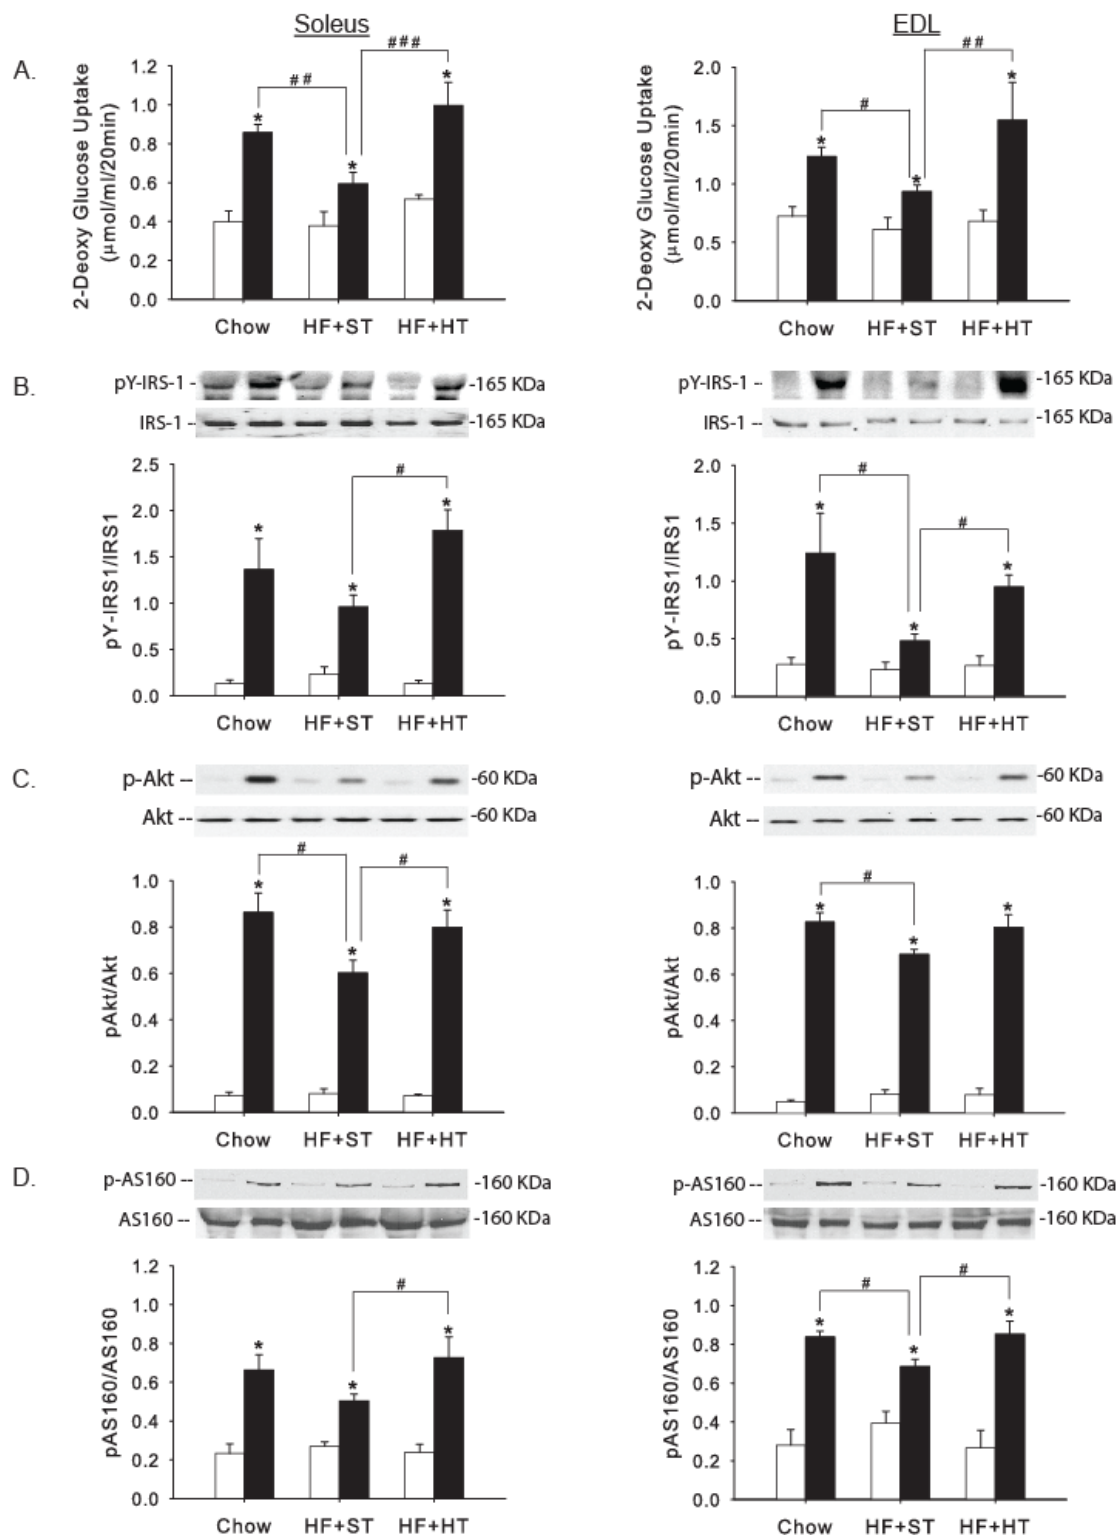 Soleus
EDL
A.
2-Deoxy Glucose Uptake
(μmol/ml/20min)
1.2
1.0
0.8
0.6
0.4
0.2
0.0
* ## * ### *
Chow HF+ST HF+HT
2-Deoxy Glucose Uptake
(μmol/ml/20min)
2.0
1.5
1.0
0.5
0.0
* # * ## *
Chow HF+ST HF+HT
B.
pY-IRS-1 - -165 KDa
IRS-1 -- -165 KDa
pY-IRS1/IRS1
2.5
2.0
1.5
1.0
0.5
0.0
* * # *
Chow HF+ST HF+HT
pY-IRS-1 -- -165 KDa
IRS-1 -- -165 KDa
pY-IRS1/IRS1
2.0
1.5
1.0
0.5
0.0
* # * # *
Chow HF+ST HF+HT
C.
p-Akt -- -60 KDa
Akt -- -60 KDa
pAkt/Akt
1.0
0.8
0.6
0.4
0.2
0.0
* # * # *
Chow HF+ST HF+HT
p-Akt -- -60 KDa
Akt -- -60 KDa
pAkt/Akt
1.0
0.8
0.6
0.4
0.2
0.0
* # * *
Chow HF+ST HF+HT
D.
p-AS160 -- -160 KDa
AS160 -- -160 KDa
pAS160/AS160
1.2
1.0
0.8
0.6
0.4
0.2
0.0
* * # *
Chow HF+ST HF+HT
p-AS160 -- -160 KDa
AS160 -- -160 KDa
pAS160/AS160
1.2
1.0
0.8
0.6
0.4
0.2
0.0
* # * # *
Chow HF+ST HF+HT